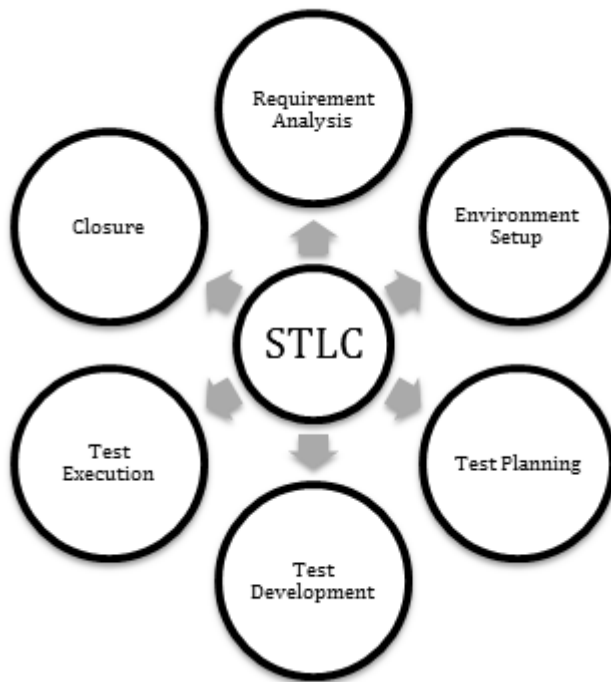 Requirement
Analysis
Closure
Environment
Setup
STLC
Test
Execution
Test Planning
Test
Development